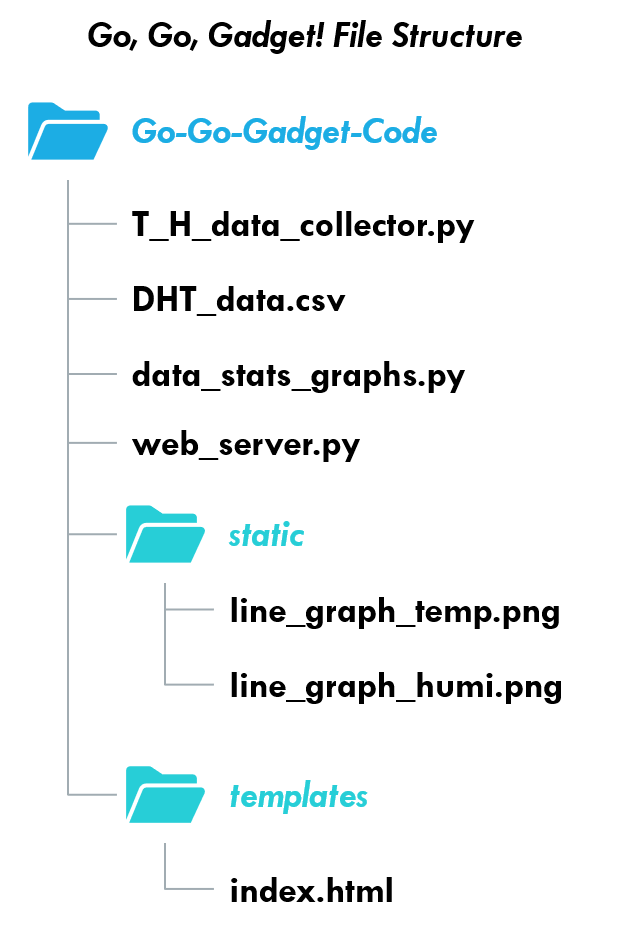 Go, Go, Gadget! File Structure
Go-Go-Gadget-Code
T_H_data_collector.py
DHT_data.csv
data_stats_graphs.py
web_server.py
static
line_graph_temp.png
line_graph_humi.png
templates
index.html